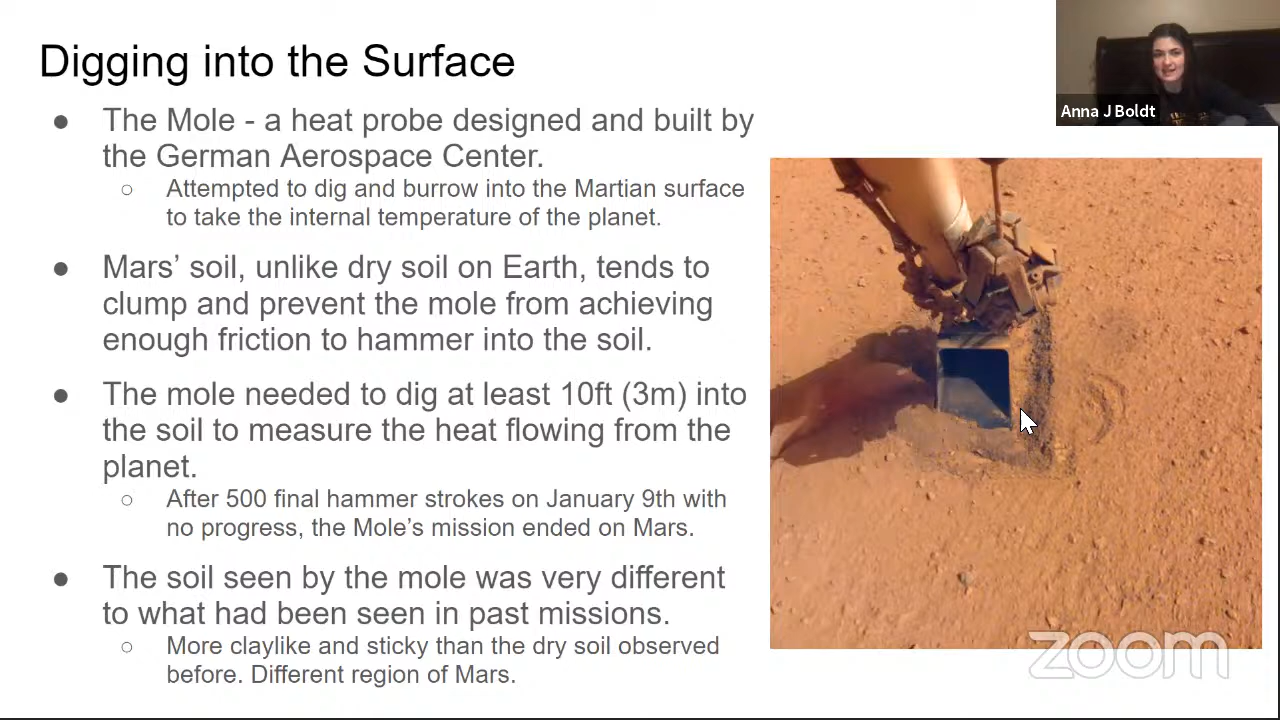 Digging into the Surface
Anna J Boldt
● The Mole - a heat probe designed and built by
the German Aerospace Center.
○ Attempted to dig and burrow into the Martian surface
to take the internal temperature of the planet.
● Mars’ soil, unlike dry soil on Earth, tends to
clump and prevent the mole from achieving
enough friction to hammer into the soil.
● The mole needed to dig at least 10ft (3m) into
the soil to measure the heat flowing from the
planet.
○ After 500 final hammer strokes on January 9th with
no progress, the Mole’s mission ended on Mars.
● The soil seen by the mole was very different
to what had been seen in past missions.
○ More claylike and sticky than the dry soil observed
before. Different region of Mars.
zoom